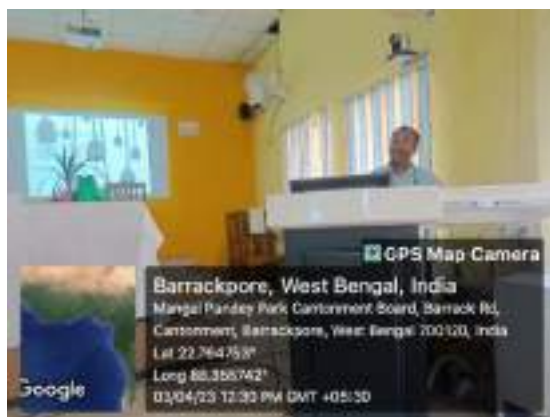 GPS Map Camera
Barrackpore, West Bengal, India
Mangal Pandey Park Cantonment Board, Barrack Rd,
Cantonment, Barrackpore, West Bengal 700120, India
Lat 22.764753°
Long 88.358742°
03/04/23 12:30 PM GMT +05:30
Google